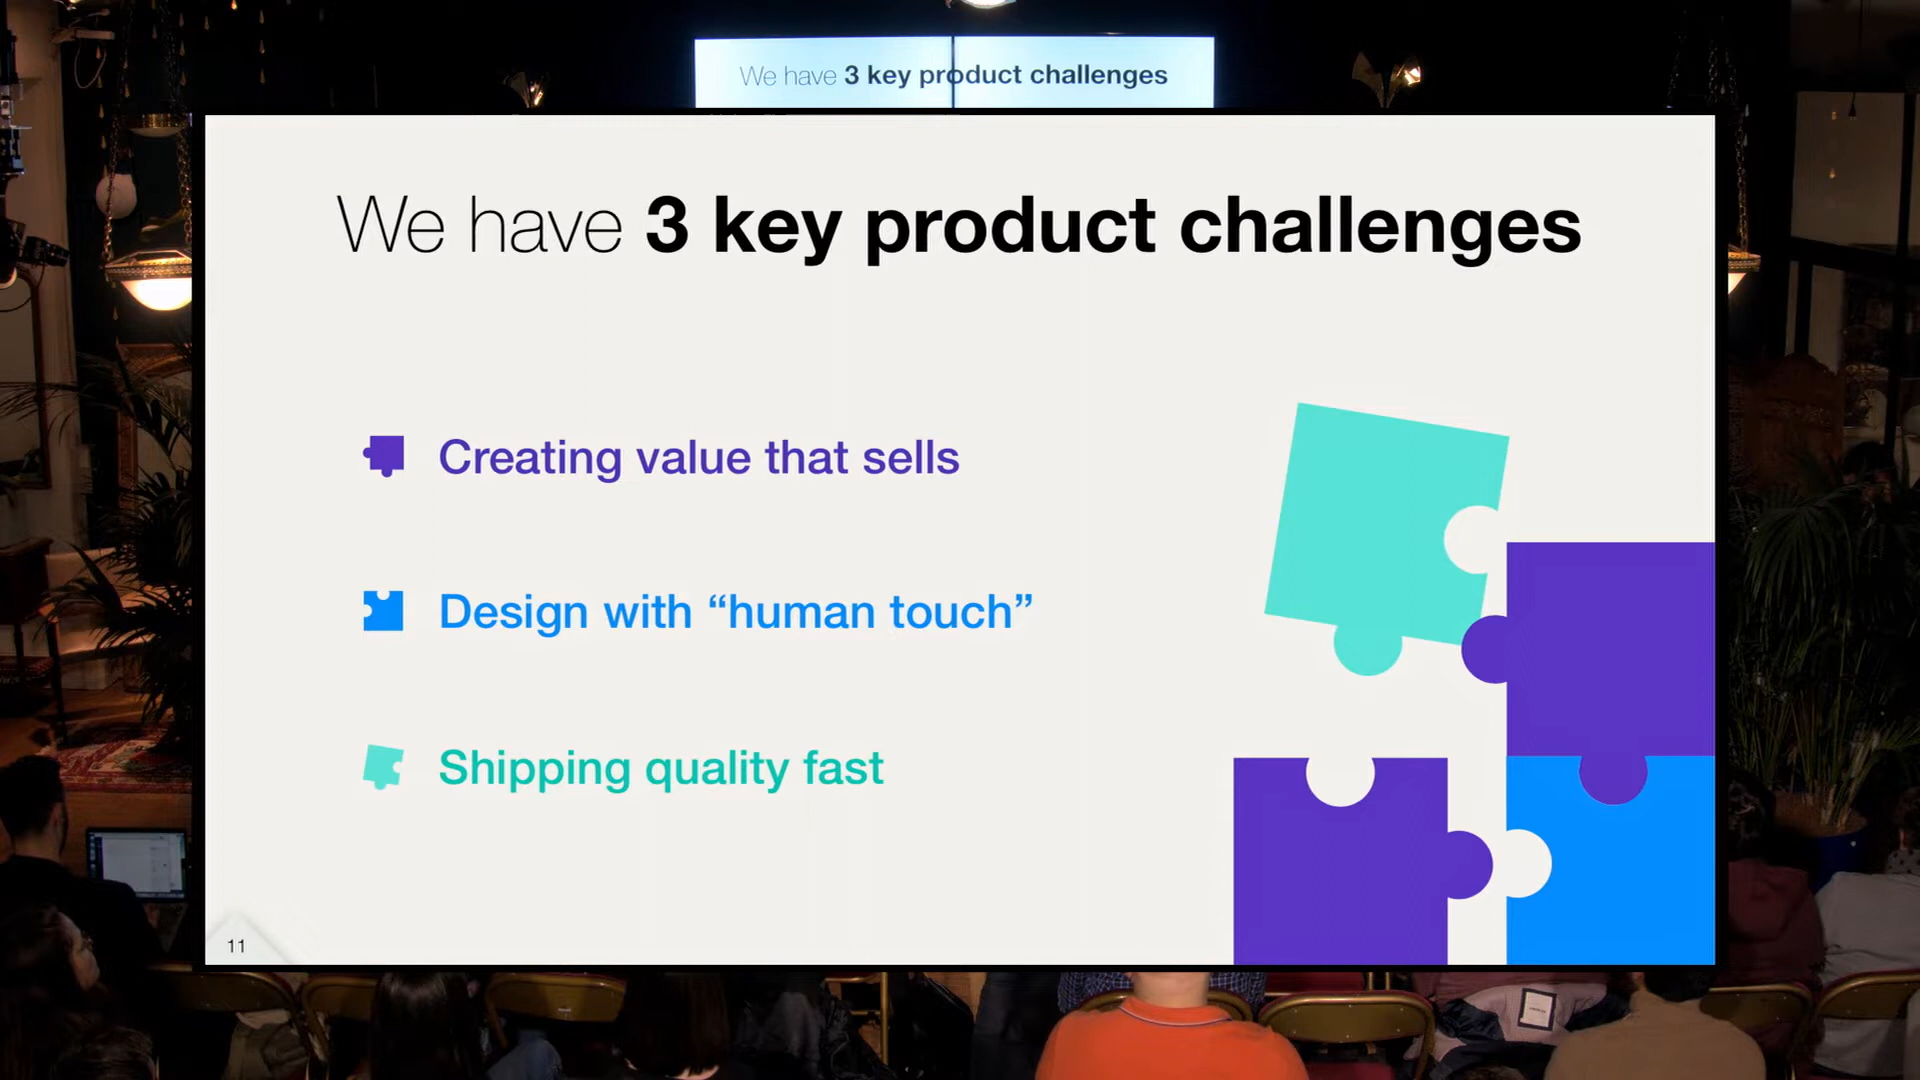 We have 3 key product challenges
We have 3 key product challenges
Creating value that sells
Design with “human touch”
Shipping quality fast
11